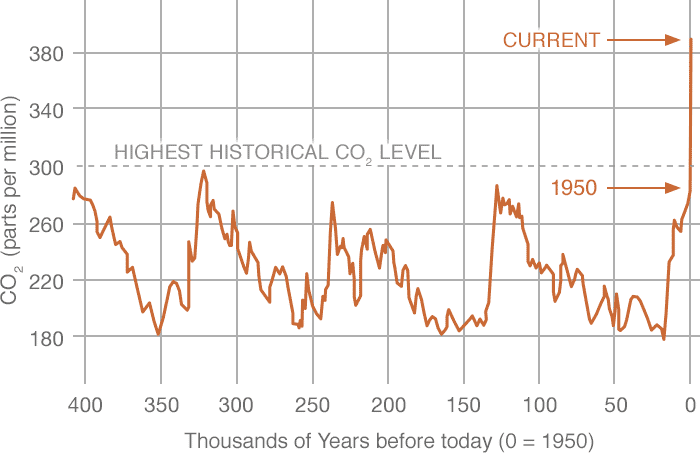 CURRENT
380
340
HIGHEST HISTORICAL CO₂ LEVEL
300
1950
260
220
180
CO₂ (parts per million)
400 350 300 250 200 150 100 50 0
Thousands of Years before today (0 = 1950)